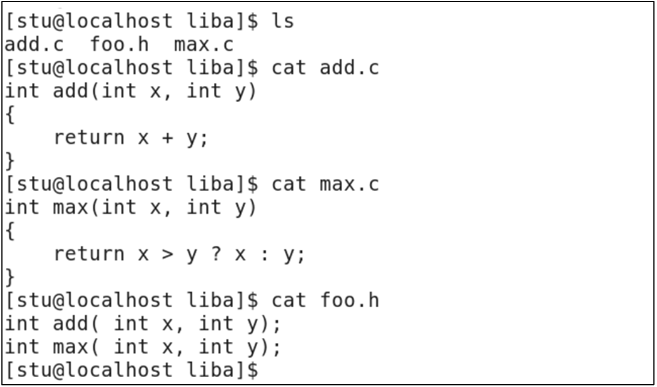 [stu@localhost liba]$ ls
add.c  foo.h  max.c
[stu@localhost liba]$ cat add.c
int add(int x, int y)
{
    return x + y;
}
[stu@localhost liba]$ cat max.c
int max(int x, int y)
{
    return x > y ? x : y;
}
[stu@localhost liba]$ cat foo.h
int add( int x, int y);
int max( int x, int y);
[stu@localhost liba]$